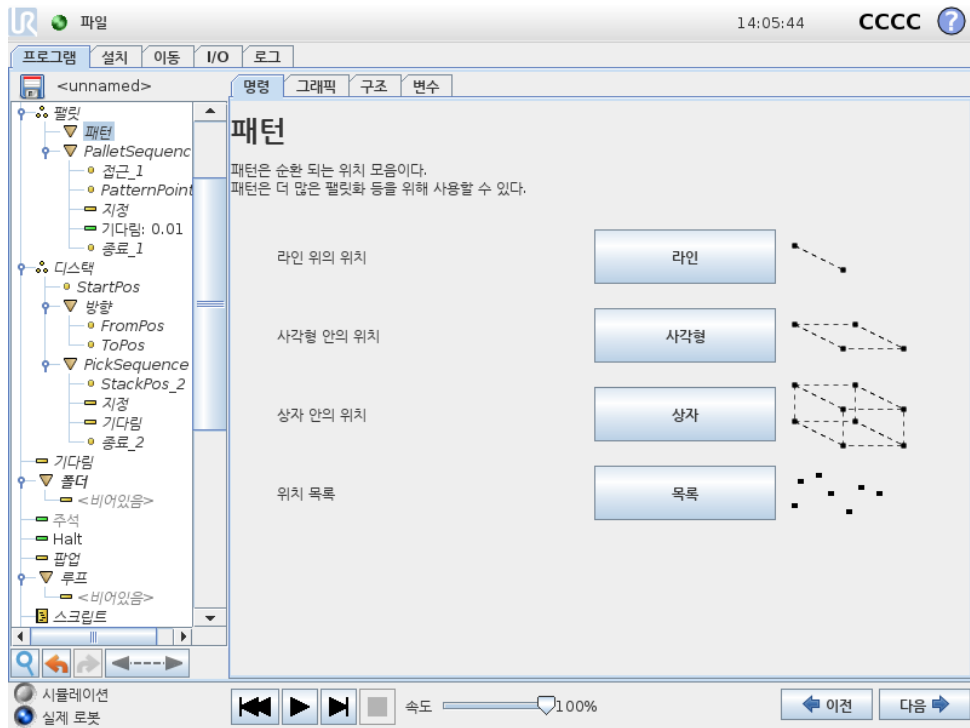 UR 파일 14:05:44 CCCC ?
프로그램 설치 이동 I/O 로그
<unnamed>
명령 그래픽 구조 변수
팔릿
패턴
PalletSequenc
접근_1
PatternPoint
지정
기다림: 0.01
종료_1
디스택
StartPos
방향
FromPos
ToPos
PickSequence
StackPos_2
지정
기다림
종료_2
기다림
폴더
<비어있음>
주석
Halt
팝업
루프
<비어있음>
스크립트
패턴
패턴은 순환 되는 위치 모음이다.
패턴은 더 많은 팰릿화 등을 위해 사용할 수 있다.
라인 위의 위치 라인
사각형 안의 위치 사각형
상자 안의 위치 상자
위치 목록 목록
시뮬레이션
실제 로봇
속도 100%
이전 다음